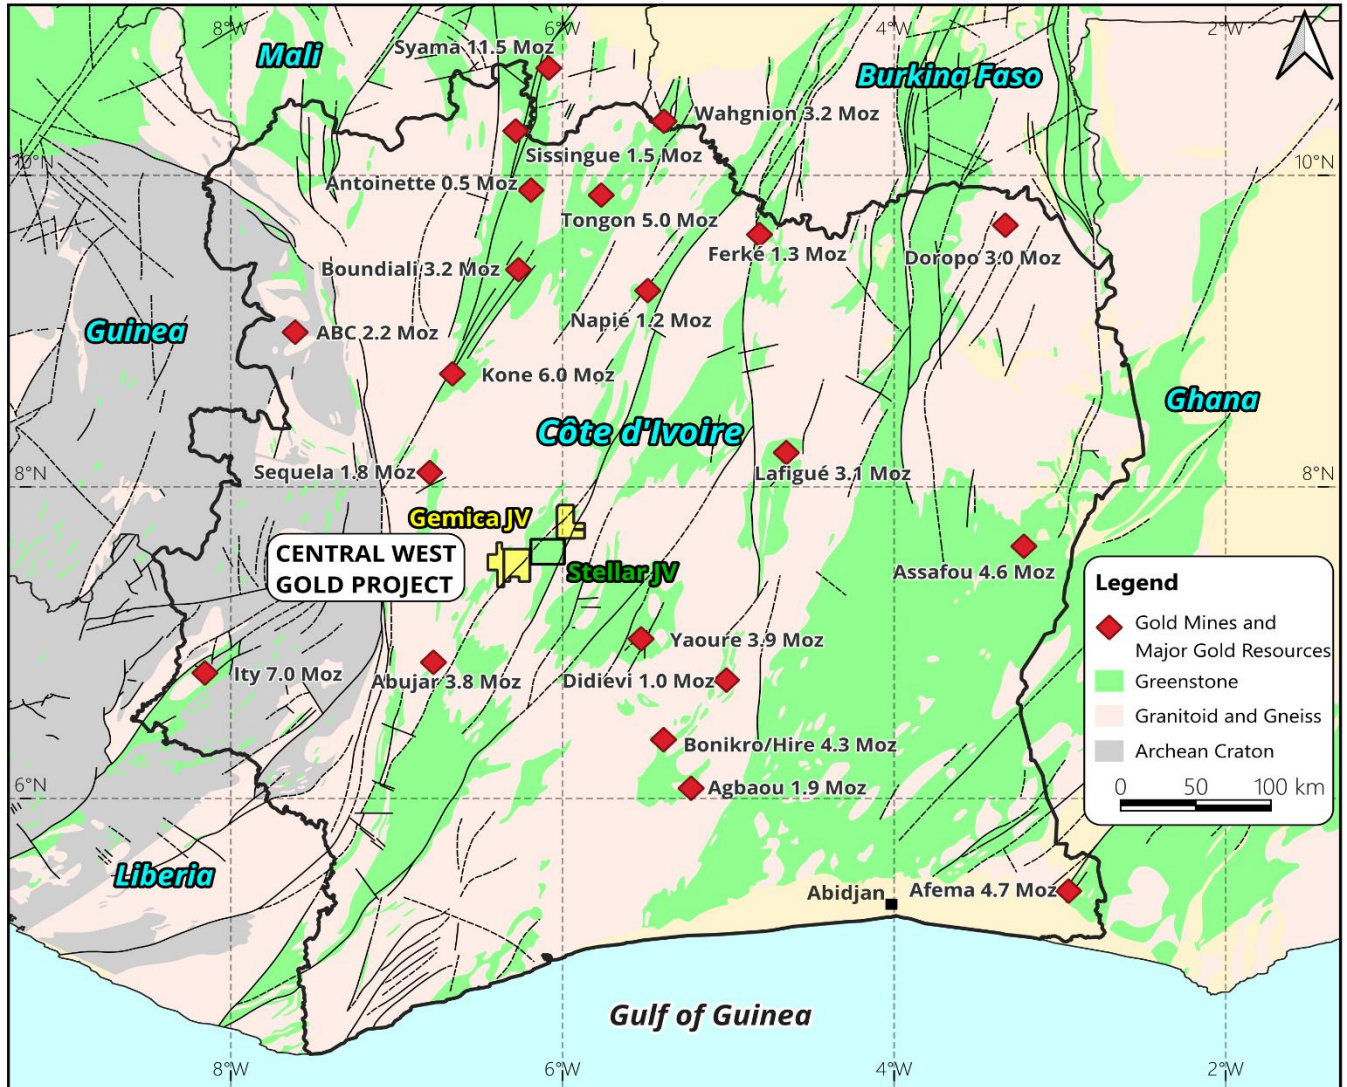 8°W
6°W
4°W
2°W
Mali
Syama 11.5 Moz
Burkina Faso
Wahgnion 3.2 Moz
10°N
10°N
Sissingue 1.5 Moz
Antoinette 0.5 Moz
Tongon 5.0 Moz
Ferké 1.3 Moz
Doropo 3.0 Moz
Boundiali 3.2 Moz
Guinea
ABC 2.2 Moz
Napié 1.2 Moz
Kone 6.0 Moz
Ghana
Côte d'Ivoire
8°N
Sequela 1.8 Moz
Lafigué 3.1 Moz
8°N
Gemica JV
CENTRAL WEST
GOLD PROJECT
Stellar JV
Assafou 4.6 Moz
Legend
Gold Mines and
Major Gold Resources
Greenstone
Granitoid and Gneiss
Archean Craton
0 50 100 km
Yaoure 3.9 Moz
Ity 7.0 Moz
Abujar 3.8 Moz
Didievi 1.0 Moz
Bonikro/Hire 4.3 Moz
6°N
Agbaou 1.9 Moz
Liberia
Abidjan
Afema 4.7 Moz
Gulf of Guinea
8°W
6°W
4°W
2°W